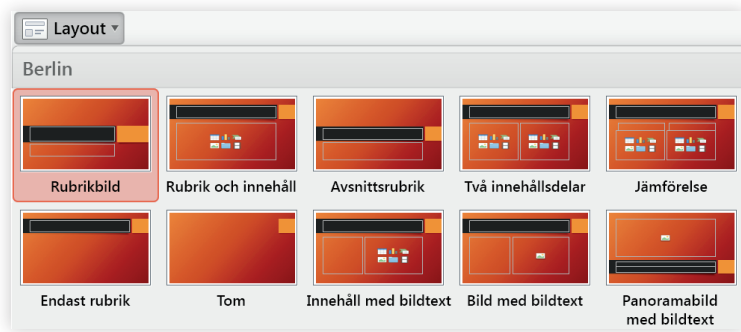 Layout
Berlin
Rubrikbild
Rubrik och innehåll
Avsnittsrubrik
Två innehållsdelar
Jämförelse
Endast rubrik
Tom
Innehåll med bildtext
Bild med bildtext
Panoramabild
med bildtext